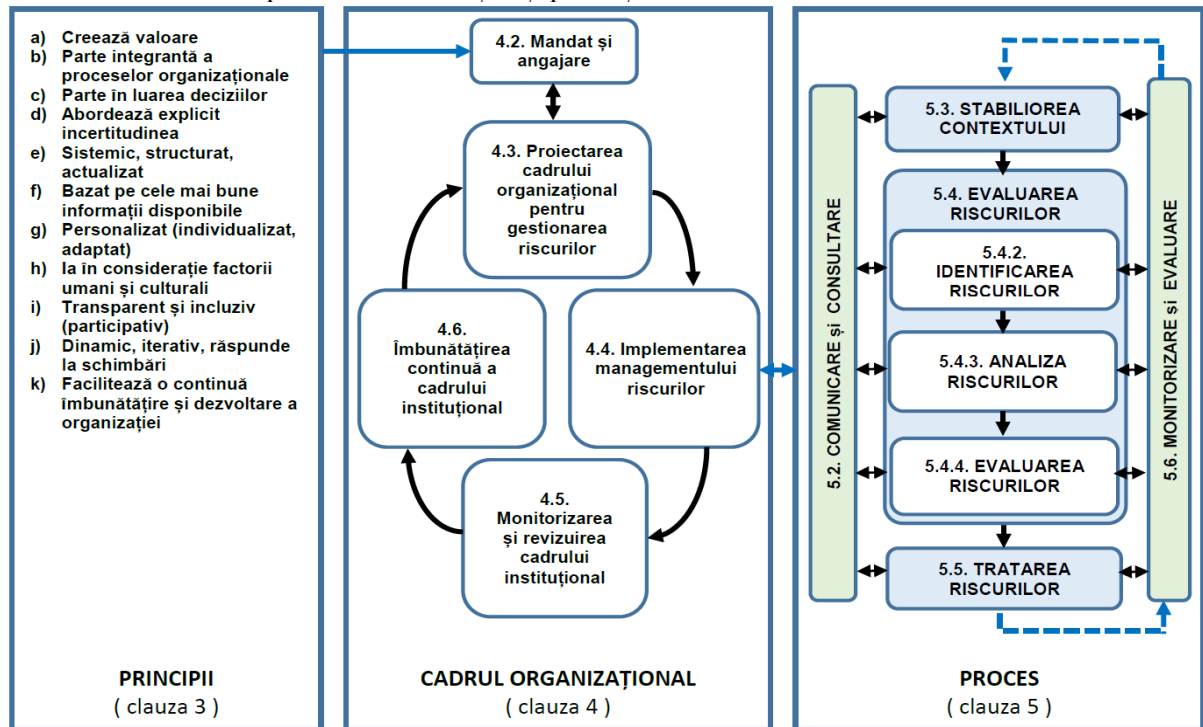 a) Creează valoare
b) Parte integrantă a
proceselor organizaționale
c) Parte în luarea deciziilor
d) Abordează explicit
incertitudinea
e) Sistemic, structurat,
actualizat
f) Bazat pe cele mai bune
informații disponibile
g) Personalizat (individualizat,
adaptat)
h) Ia în considerație factorii
umani și culturali
i) Transparent și incluziv
(participativ)
j) Dinamic, iterativ, răspunde
la schimbări
k) Facilitează o continuă
îmbunătățire și dezvoltare a
organizației
PRINCIPII
( clauza 3 )
4.2. Mandat și
angajare
4.3. Proiectarea
cadrului
organizațional
pentru
gestionarea
riscurilor
4.4. Implementarea
managementului
riscurilor
4.5.
Monitorizarea
și revizuirea
cadrului
instituțional
4.6.
Îmbunătățirea
continuă a
cadrului
instituțional
CADRUL ORGANIZAȚIONAL
( clauza 4 )
5.2. COMUNICARE și CONSULTARE
5.3. STABILIOREA
CONTEXTULUI
5.4. EVALUAREA
RISCURILOR
5.4.2.
IDENTIFICAREA
RISCURILOR
5.4.3. ANALIZA
RISCURILOR
5.4.4. EVALUAREA
RISCURILOR
5.5. TRATAREA
RISCURILOR
5.6. MONITORIZARE și EVALUARE
PROCES
( clauza 5 )